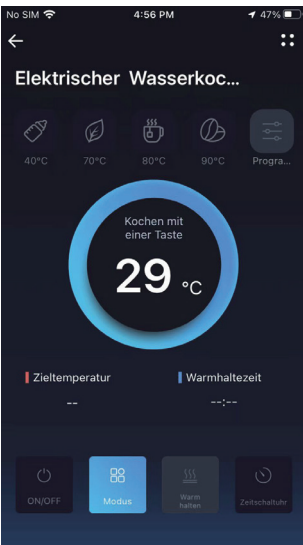 No SIM 4:56 PM 47%
Elektrischer Wasserkoc...
40°C 70°C 80°C 90°C Progra...
Kochen mit
einer Taste
29 °C
Zieltemperatur Warmhaltezeit
-- --:--
ON/OFF Modus Warm
halten Zeitschaltuhr